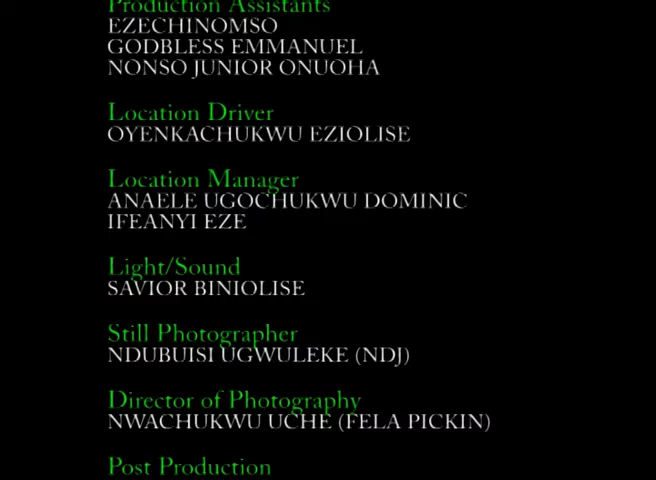 Production Assistants
EZECHINOMSO
GODBLESS EMMANUEL
NONSO JUNIOR ONUOHA
Location Driver
OYENKACHUKWU EZIOLISE
Location Manager
ANAELE UGOCHUKWU DOMINIC
IFEANYI EZE
Light/Sound
SAVIOR BINIOLISE
Still Photographer
NDUBUISI UGWULEKE (NDJ)
Director of Photography
NWACHUKWU UCHE (FELA PICKIN)
Post Production